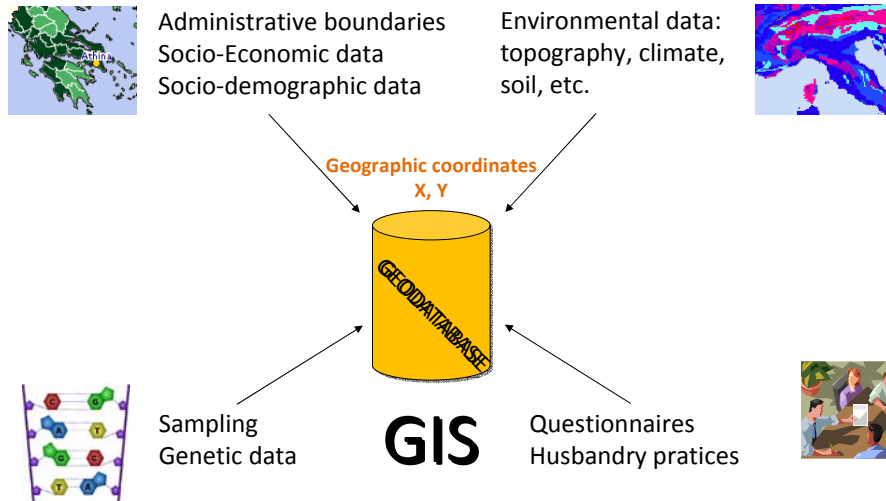 Administrative boundaries
Socio-Economic data
Socio-demographic data
Environmental data:
topography, climate,
soil, etc.
Athina
Geographic coordinates
X, Y
GEODATABASE
Sampling
Genetic data
GIS
Questionnaires
Husbandry pratices
C G
A T
G C
T A